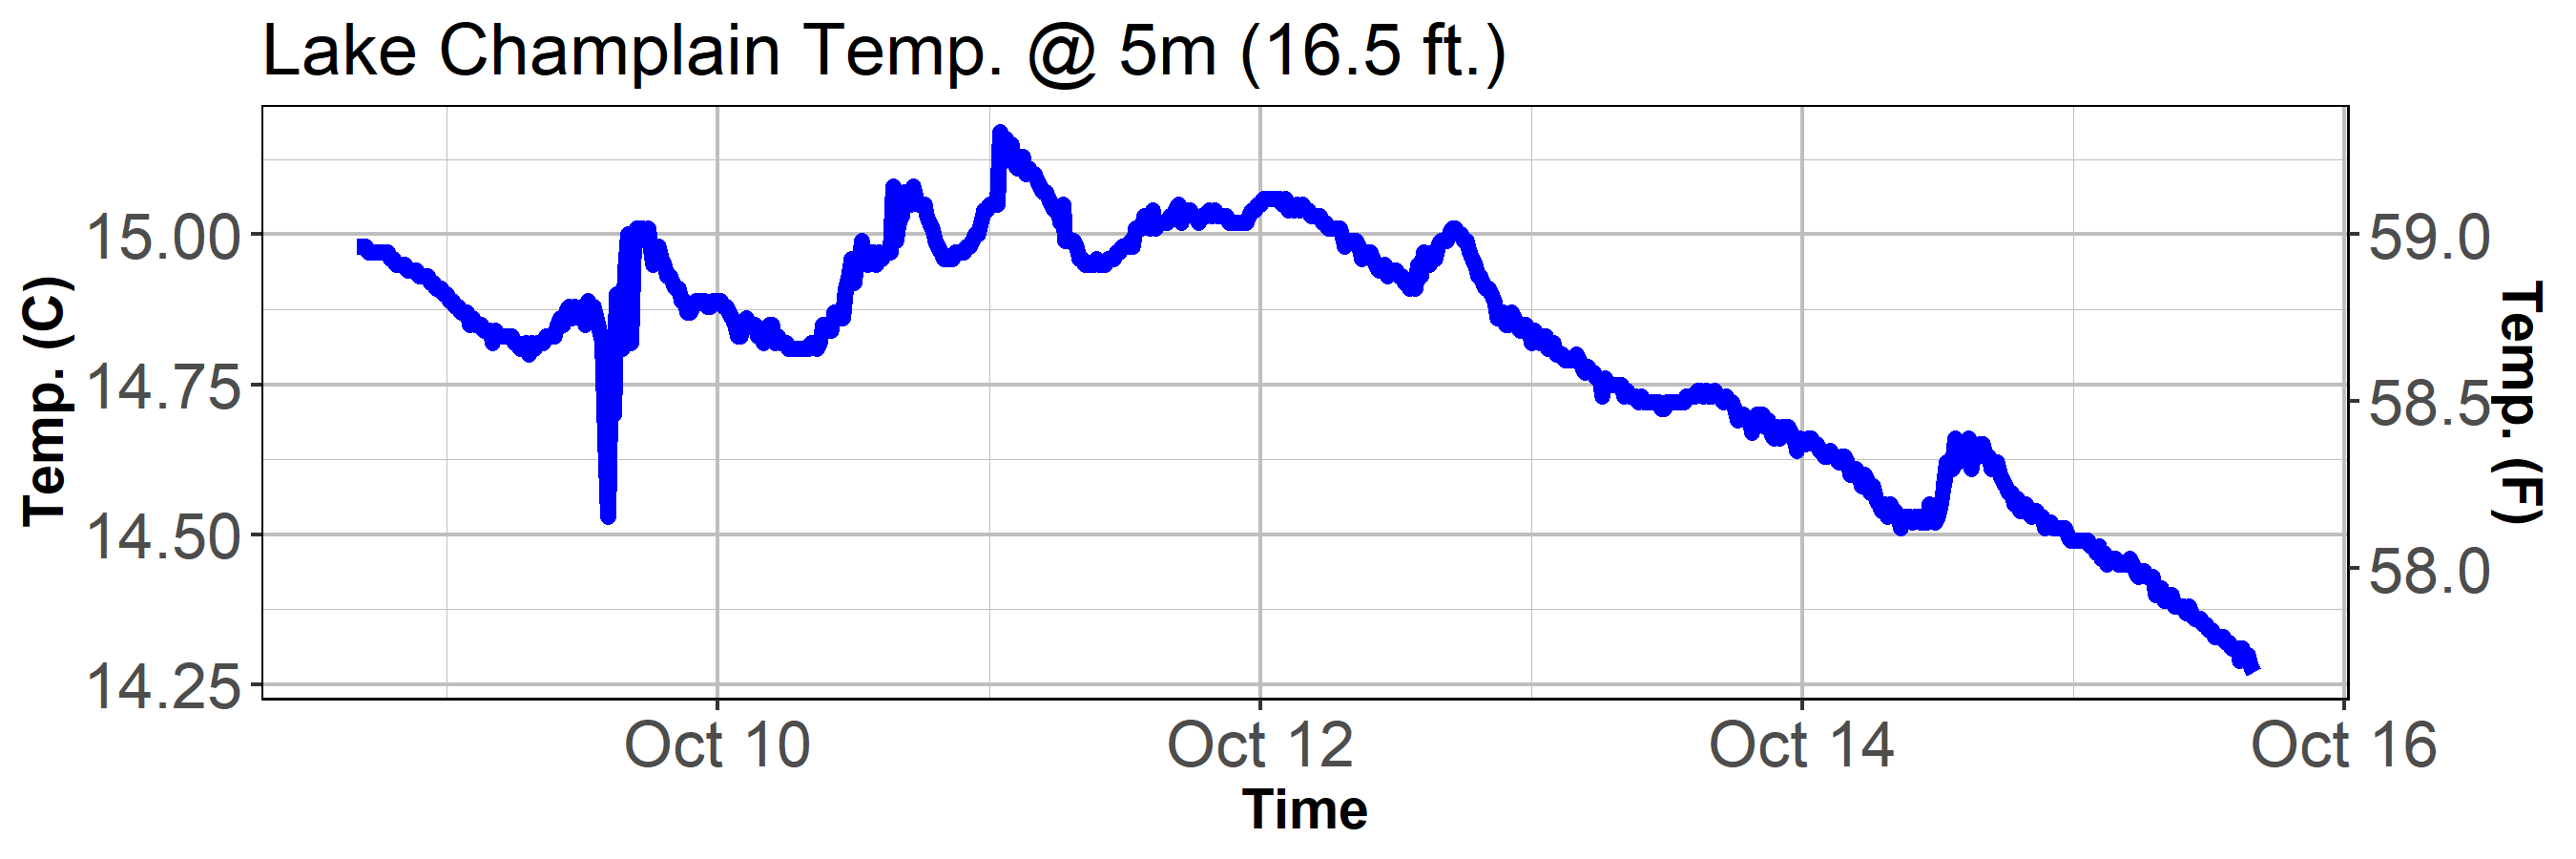 Lake Champlain Temp. @ 5m (16.5 ft.)
Temp. (C)
15.00
14.75
14.50
14.25
59.0
58.5
58.0
Temp. (F)
Oct 10 Oct 12 Oct 14 Oct 16
Time